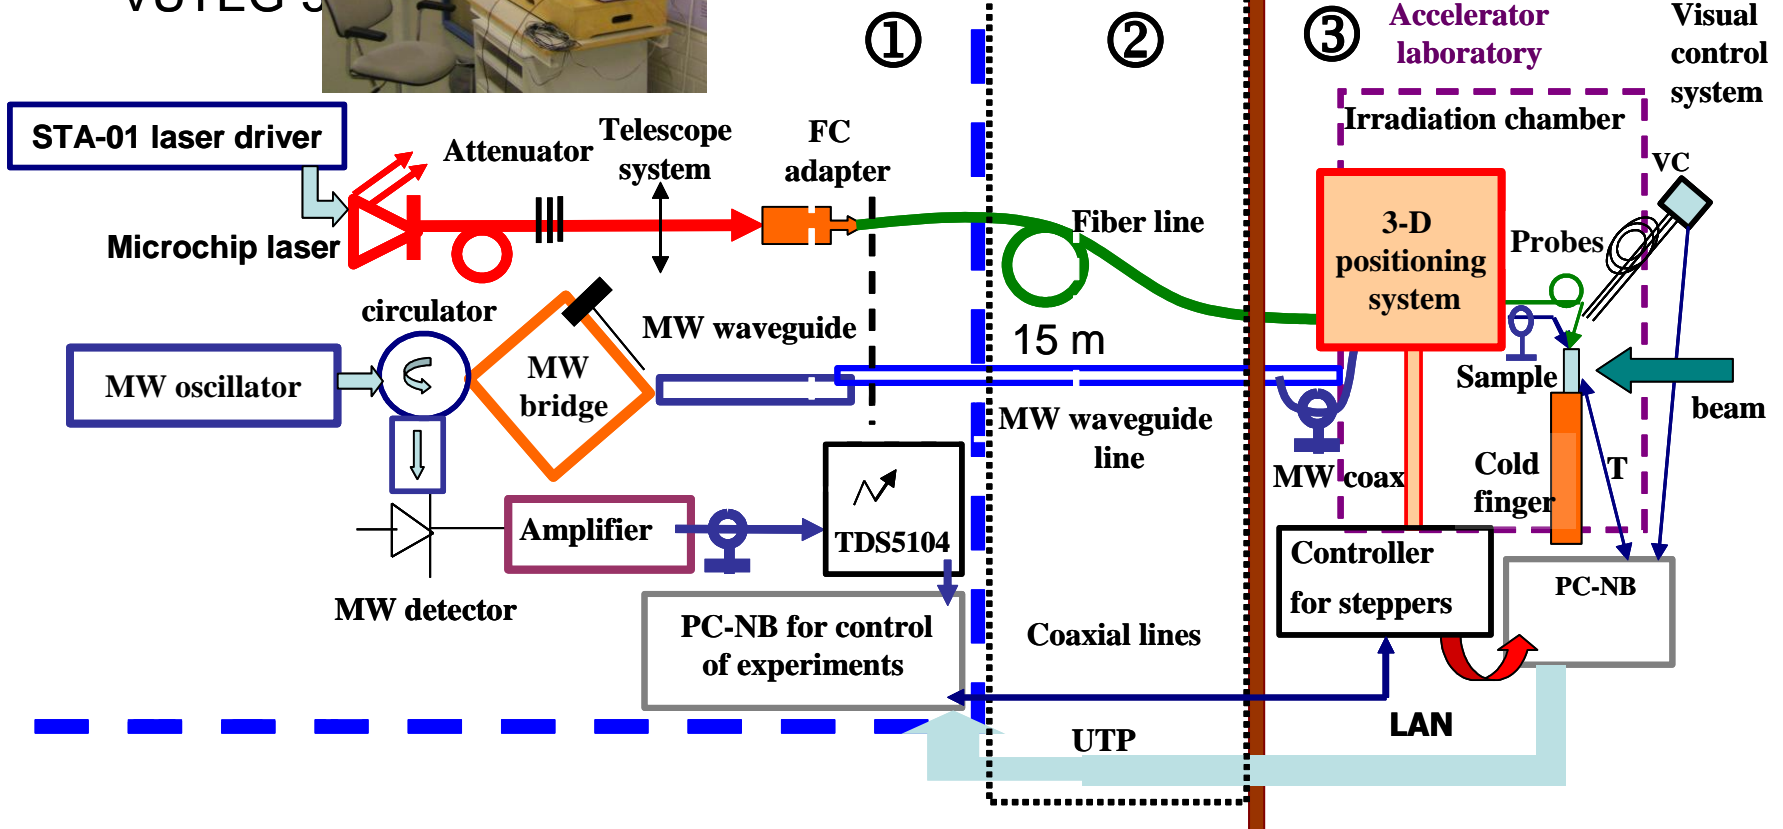 ①
②
③
Accelerator
laboratory
Visual
control
system
STA-01 laser driver
Attenuator
Telescope
system
FC
adapter
Irradiation chamber
VC
Microchip laser
Fiber line
3-D
positioning
system
Probes
circulator
MW waveguide
15 m
MW oscillator
MW
bridge
Sample
beam
MW waveguide
line
MW coax
Cold
finger
T
Amplifier
TDS5104
Controller
for steppers
PC-NB
MW detector
PC-NB for control
of experiments
Coaxial lines
LAN
UTP